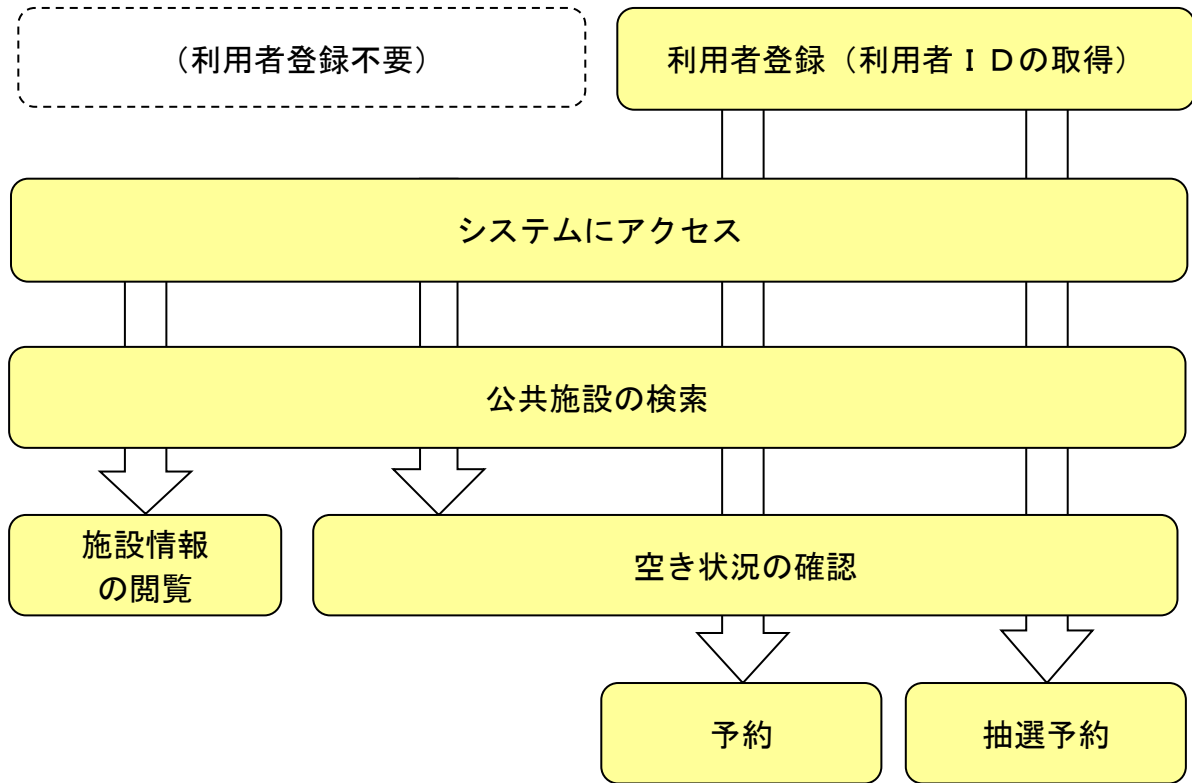 （利用者登録不要）
利用者登録（利用者ＩＤの取得）
システムにアクセス
公共施設の検索
施設情報
の閲覧
空き状況の確認
予約
抽選予約